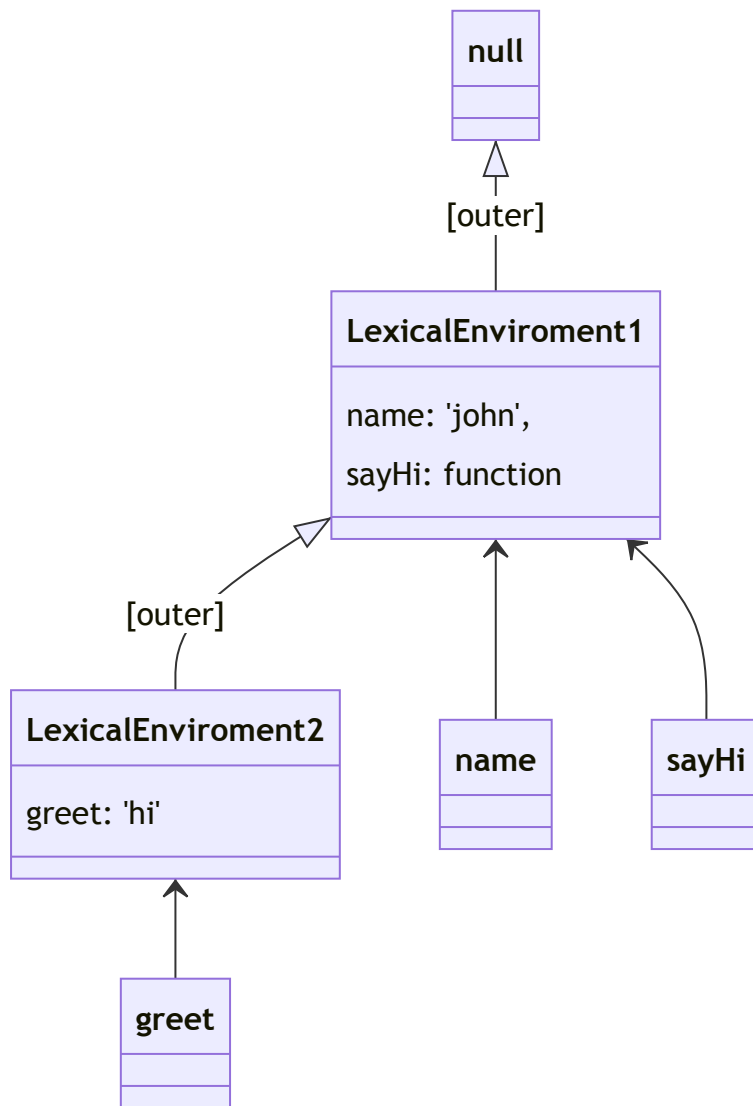 null
[outer]
LexicalEnviroment1
name: 'john',
sayHi: function
[outer]
LexicalEnviroment2
greet: 'hi'
name
sayHi
greet